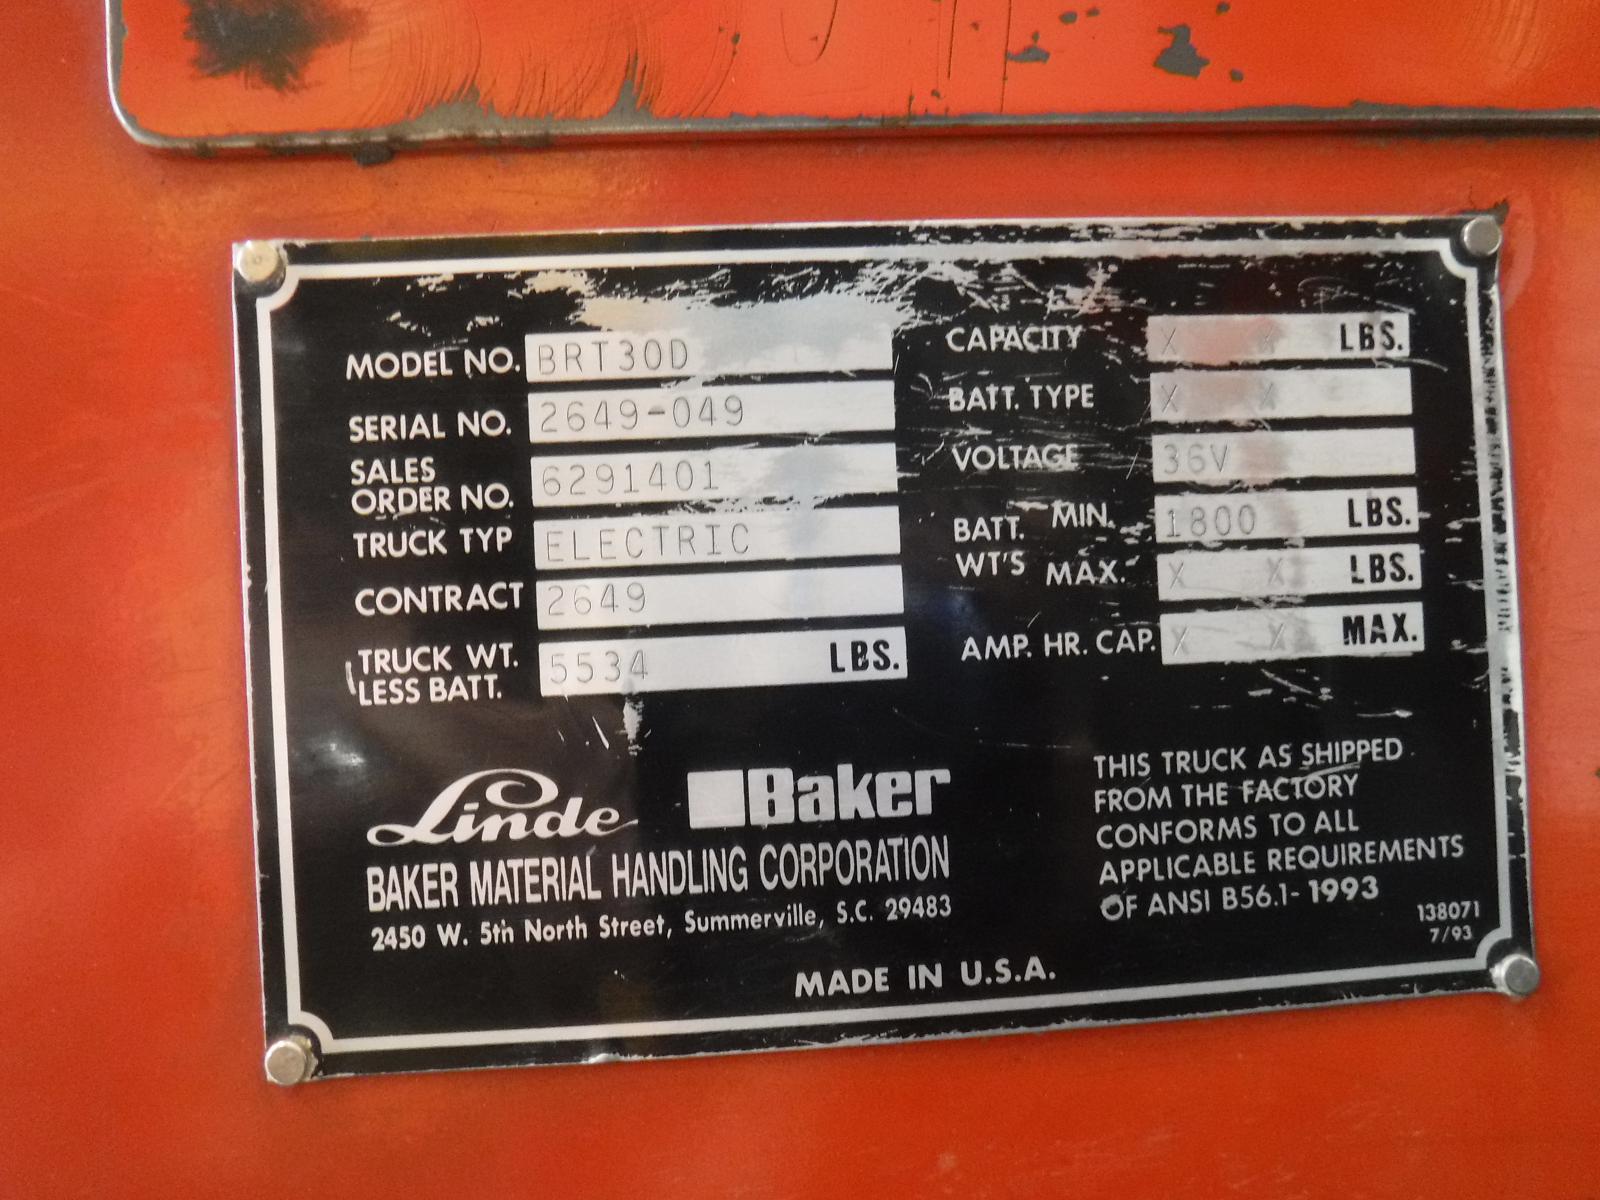 MODEL NO. BRT30D
SERIAL NO. 2649-049
SALES
ORDER NO. 6291401
TRUCK TYP ELECTRIC
CONTRACT 2649
TRUCK WT.
LESS BATT. 5534 LBS.
CAPACITY X X LBS.
BATT. TYPE X X
VOLTAGE 36V
BATT. WT'S MIN. 1800 LBS.
MAX. X X LBS.
AMP. HR. CAP. X X MAX.
Linde Baker
BAKER MATERIAL HANDLING CORPORATION
2450 W. 5th North Street, Summerville, S.C. 29483
THIS TRUCK AS SHIPPED
FROM THE FACTORY
CONFORMS TO ALL
APPLICABLE REQUIREMENTS
OF ANSI B56.1-1993
138071
7/93
MADE IN U.S.A.